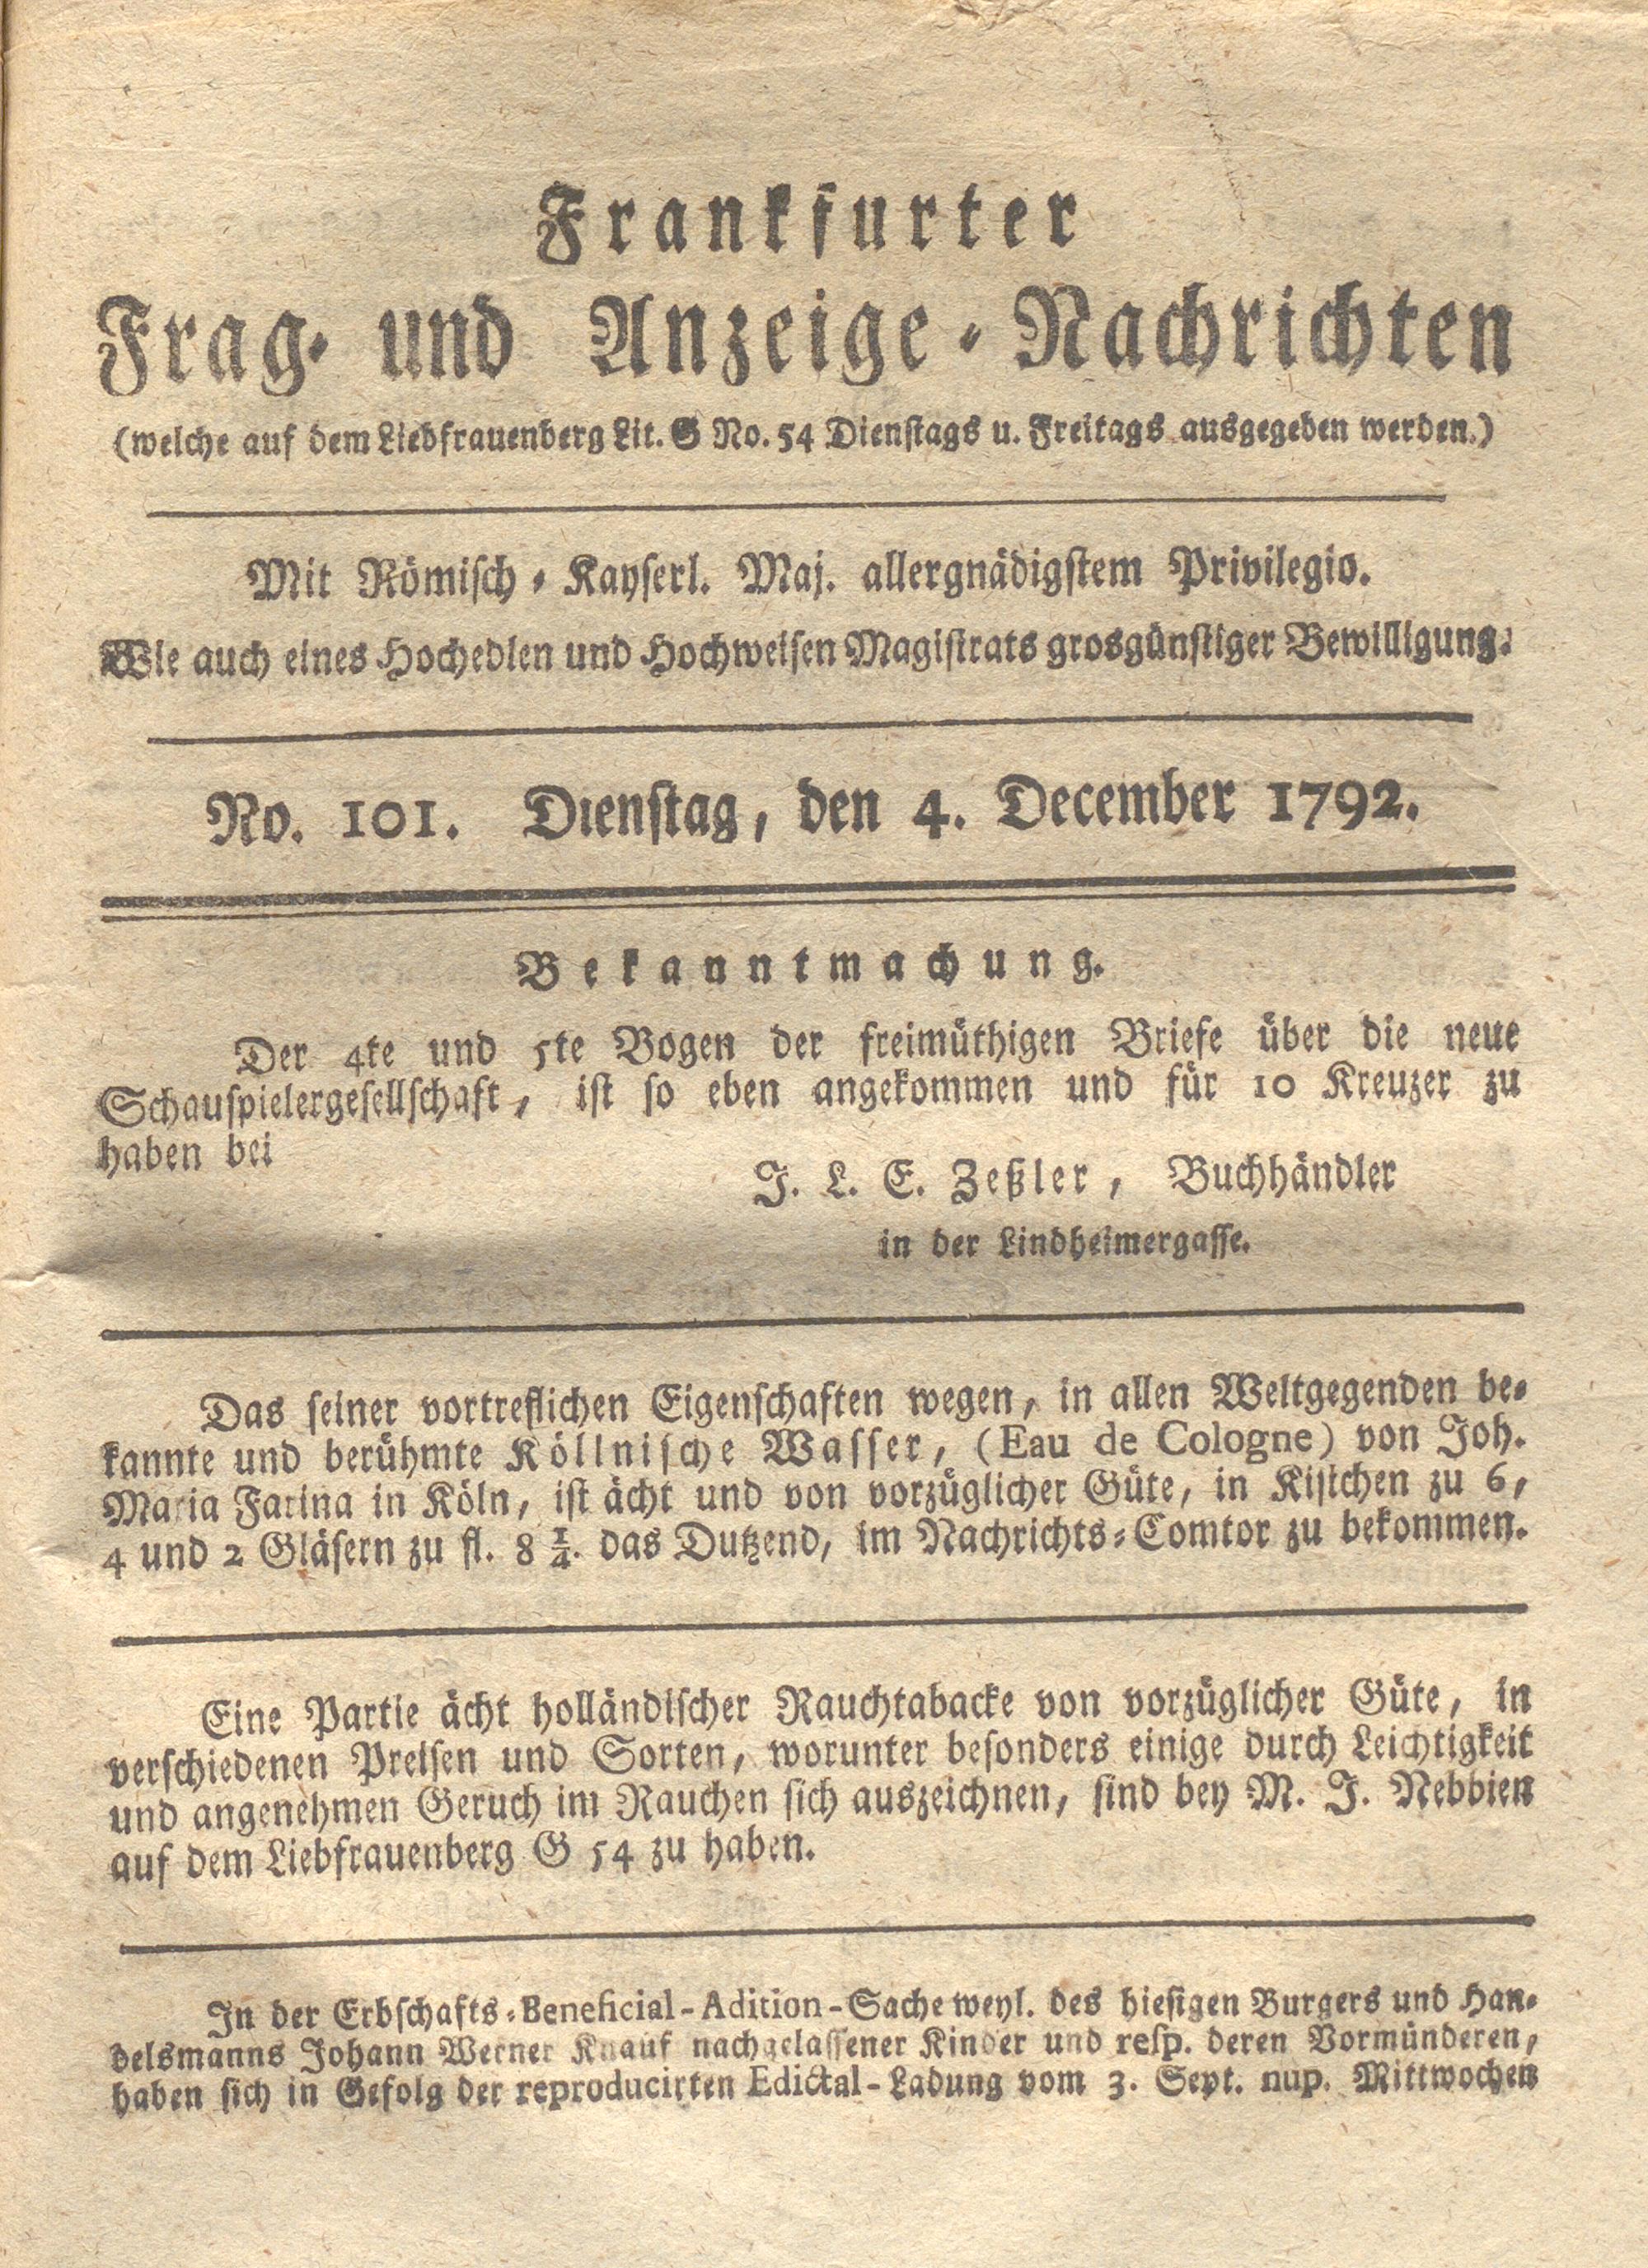 Frankfurter
Frag- und Anzeige-Nachrichten
(welche auf dem Liebfrauenberg Lit. G No. 54 Dienstags u. Freitags ausgegeben werden.)
Mit Römisch-Kayserl. Maj. allergnädigstem Privilegio.
Wie auch eines Hochedlen und Hochweisen Magistrats grosgünstiger Bewilligung.
No. 101. Dienstag, den 4. December 1792.
Bekanntmachung.
Der 4te und 5te Bogen der freimüthigen Briefe über die neue
Schauspielergesellschaft, ist so eben angekommen und für 10 Kreuzer zu
haben bei
J. L. E. Zeßler, Buchhändler
in der Lindheimergasse.
Das seiner vortreflichen Eigenschaften wegen, in allen Weltgegenden be-
kannte und berühmte Köllnische Wasser, (Eau de Cologne) von Joh.
Maria Farina in Köln, ist ächt und von vorzüglicher Güte, in Kistchen zu 6,
4 und 2 Gläsern zu fl. 8 1/4. das Dutzend, im Nachrichts-Comtor zu bekommen.
Eine Partie ächt holländischer Rauchtabacke von vorzüglicher Güte, in
verschiedenen Preisen und Sorten, worunter besonders einige durch Leichtigkeit
und angenehmen Geruch im Rauchen sich auszeichnen, sind bey M. J. Nebbien
auf dem Liebfrauenberg G 54 zu haben.
In der Erbschafts-Beneficial-Adition-Sache weyl. des hiesigen Burgers und Han-
delsmanns Johann Werner Knauf nachgelassener Kinder und resp. deren Vormünderen,
haben sich in Gefolg der reproducirten Edictal-Ladung vom 3. Sept. nup. Mittwochen